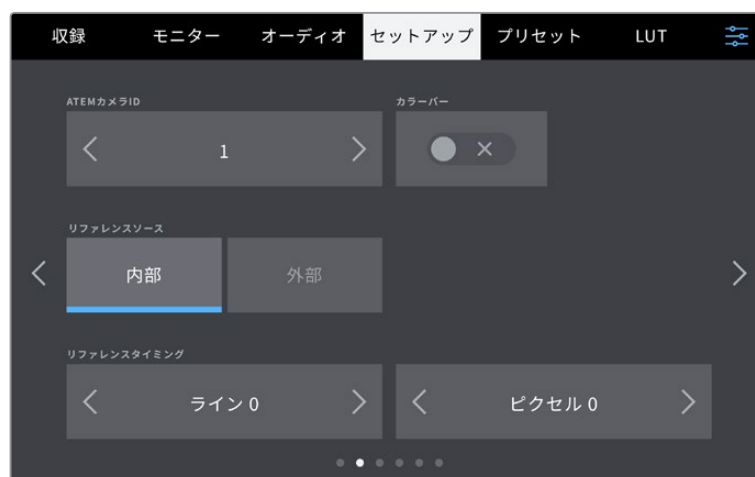 収録 モニター オーディオ セットアップ プリセット LUT
ATEMカメラID カラーバー
1
リファレンスソース
内部 外部
リファレンスタイミング
ライン 0 ピクセル 0